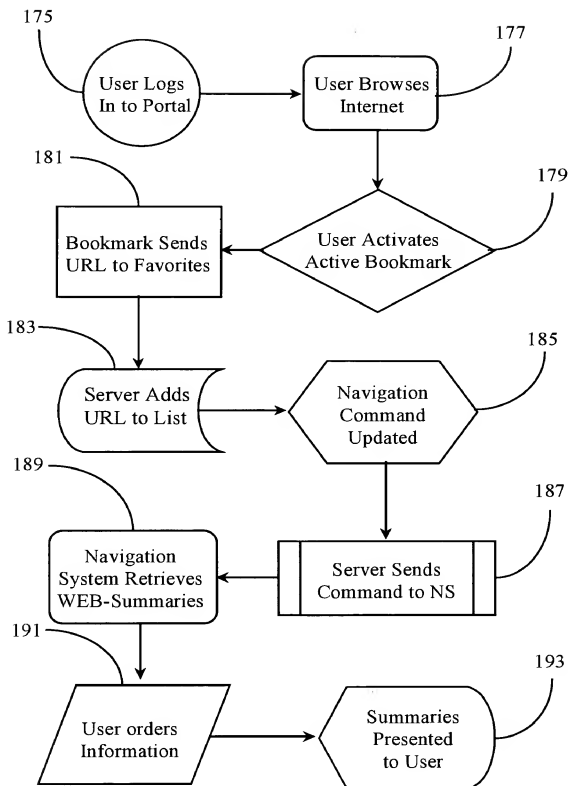 175
User Logs
In to Portal
177
User Browses
Internet
181
Bookmark Sends
URL to Favorites
179
User Activates
Active Bookmark
183
Server Adds
URL to List
185
Navigation
Command
Updated
189
Navigation
System Retrieves
WEB-Summaries
187
Server Sends
Command to NS
191
User orders
Information
193
Summaries
Presented
to User